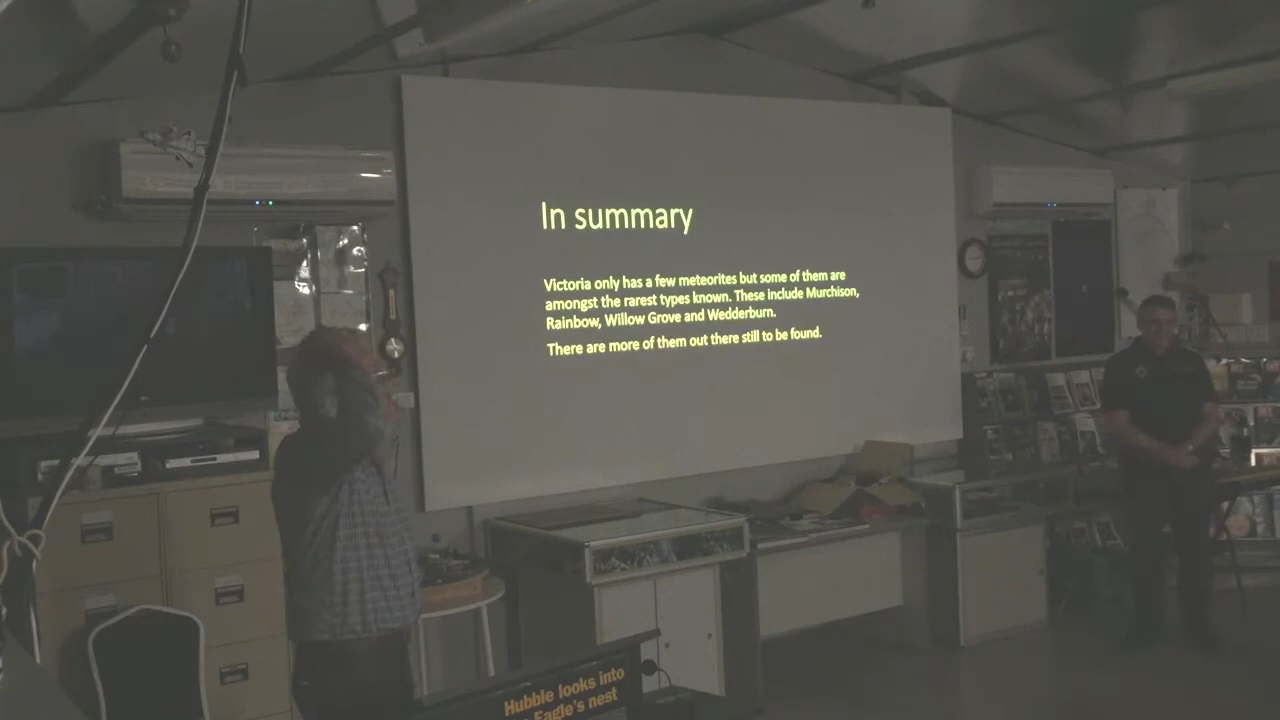 In summary
Victoria only has a few meteorites but some of them are
amongst the rarest types known. These include Murchison,
Rainbow, Willow Grove and Wedderburn.
There are more of them out there still to be found.
Hubble looks into
Eagle's nest